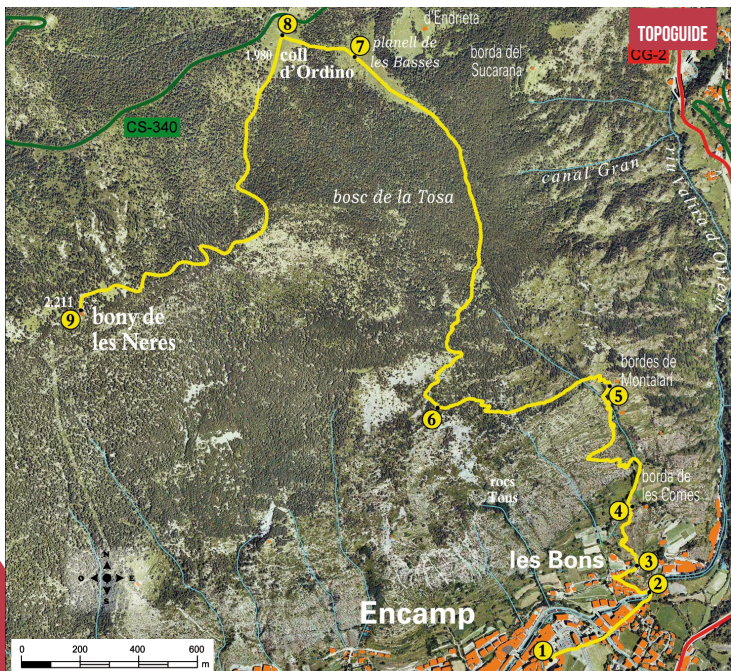 8
7
d'Endrieta
TOPOGUIDE
CG-2
planell de
les Basses
1.980 coll
d'Ordino
borda del
Sucaraña
CS-340
canal Gran
riu Valira d'Orient
bosc de la Tosa
2.211
9
bony de
les Neres
bordes de
Montalari
5
6
rocs
Tous
borda de
les Comes
4
les Bons
3
2
N
O
E
S
Encamp
1
0 200 400 600
m